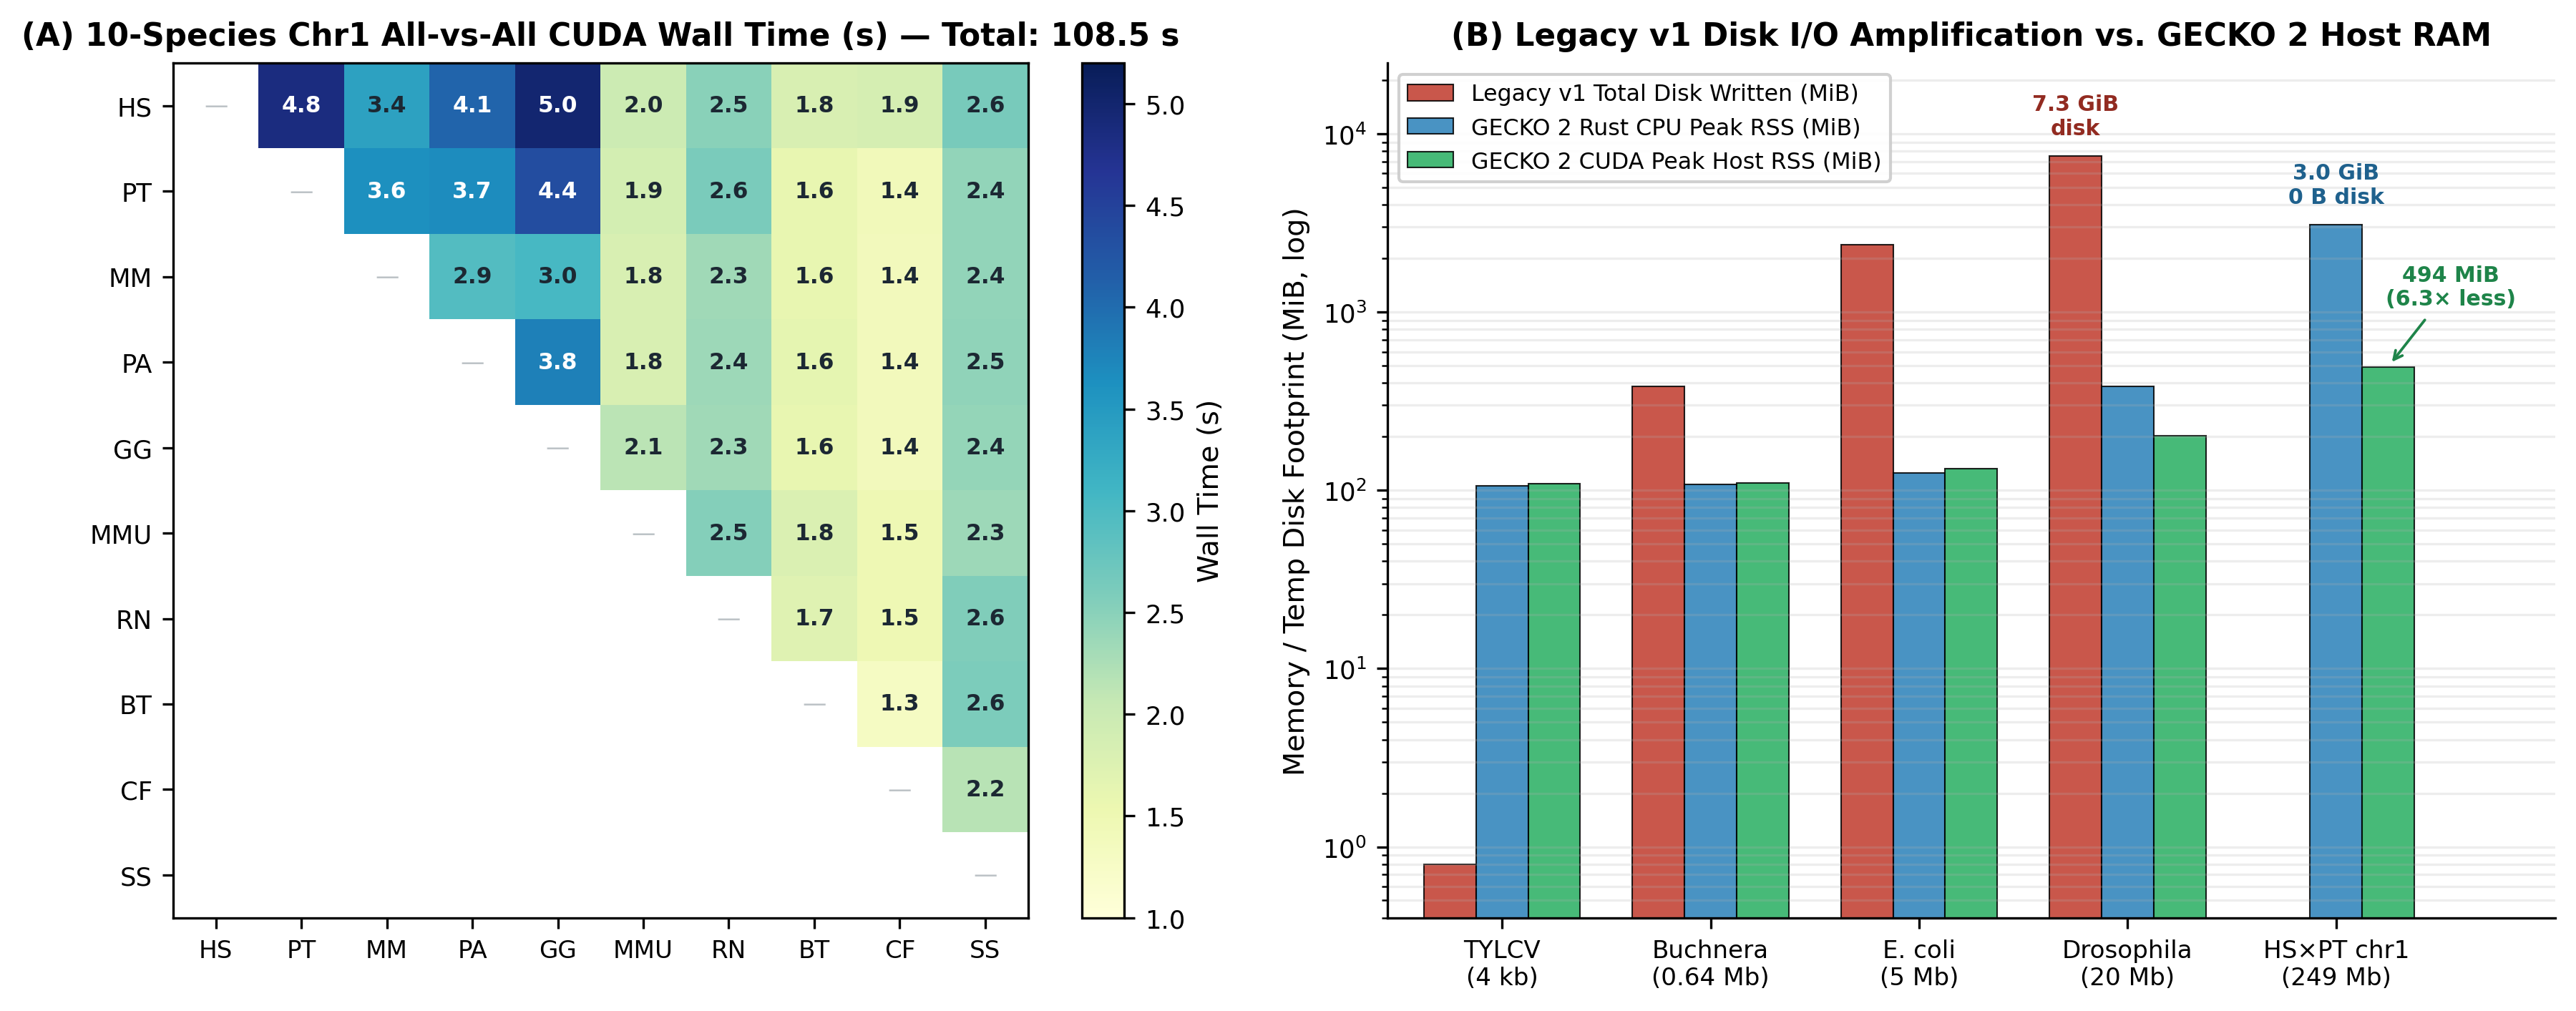 (A) 10-Species Chr1 All-vs-All CUDA Wall Time (s) — Total: 108.5 s
HS — 4.8 3.4 4.1 5.0 2.0 2.5 1.8 1.9 2.6
PT — 3.6 3.7 4.4 1.9 2.6 1.6 1.4 2.4
MM — 2.9 3.0 1.8 2.3 1.6 1.4 2.4
PA — 3.8 1.8 2.4 1.6 1.4 2.5
GG — 2.1 2.3 1.6 1.4 2.4
MMU — 2.5 1.8 1.5 2.3
RN — 1.7 1.5 2.6
BT — 1.3 2.6
CF — 2.2
SS —
HS PT MM PA GG MMU RN BT CF SS
5.0
4.5
4.0
3.5
3.0
2.5
2.0
1.5
1.0
Wall Time (s)
(B) Legacy v1 Disk I/O Amplification vs. GECKO 2 Host RAM
Legacy v1 Total Disk Written (MiB)
GECKO 2 Rust CPU Peak RSS (MiB)
GECKO 2 CUDA Peak Host RSS (MiB)
7.3 GiB
disk
3.0 GiB
0 B disk
494 MiB
(6.3× less)
Memory / Temp Disk Footprint (MiB, log)
10⁴
10³
10²
10¹
10⁰
TYLCV
(4 kb)
Buchnera
(0.64 Mb)
E. coli
(5 Mb)
Drosophila
(20 Mb)
HS×PT chr1
(249 Mb)